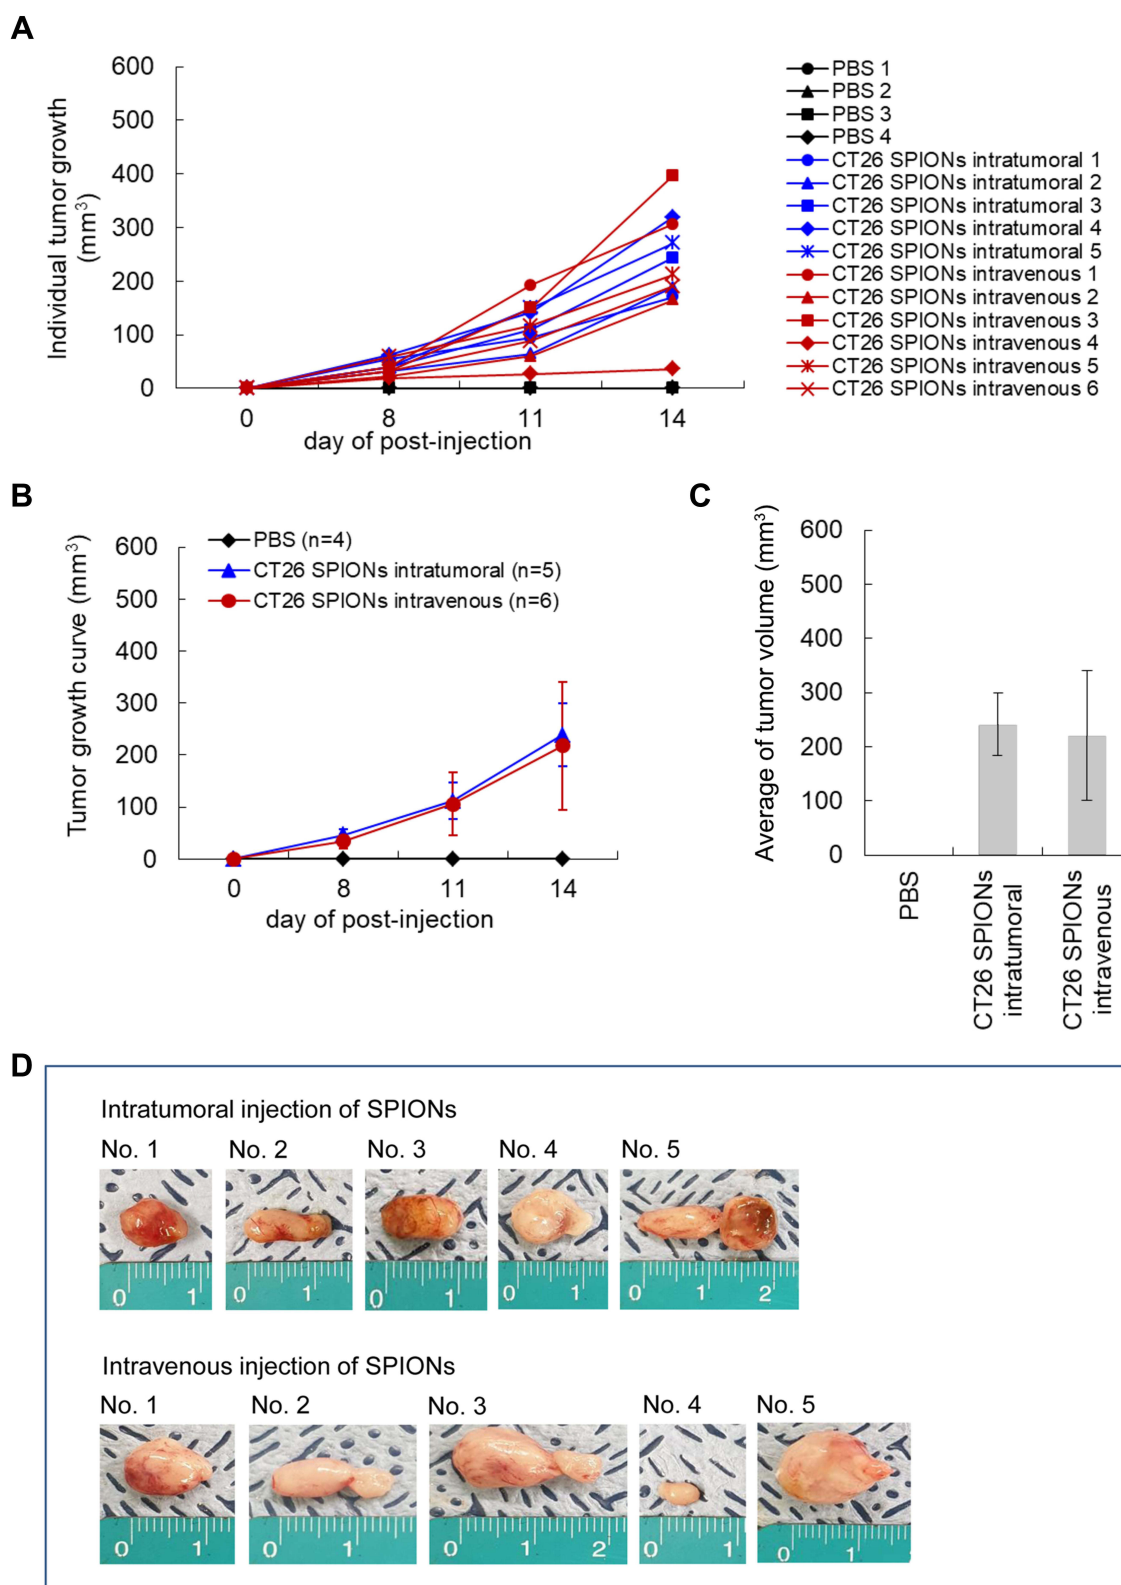 A
600
500
400
300
200
100
0
Individual tumor growth
(mm³)
0 8 11 14
day of post-injection
PBS 1
PBS 2
PBS 3
PBS 4
CT26 SPIONs intratumoral 1
CT26 SPIONs intratumoral 2
CT26 SPIONs intratumoral 3
CT26 SPIONs intratumoral 4
CT26 SPIONs intratumoral 5
CT26 SPIONs intravenous 1
CT26 SPIONs intravenous 2
CT26 SPIONs intravenous 3
CT26 SPIONs intravenous 4
CT26 SPIONs intravenous 5
CT26 SPIONs intravenous 6
B
Tumor growth curve (mm³)
600
500
400
300
200
100
0
PBS (n=4)
CT26 SPIONs intratumoral (n=5)
CT26 SPIONs intravenous (n=6)
0 8 11 14
day of post-injection
C
Average of tumor volume (mm³)
600
500
400
300
200
100
0
PBS
CT26 SPIONs
intratumoral
CT26 SPIONs
intravenous
D
Intratumoral injection of SPIONs
No. 1 No. 2 No. 3 No. 4 No. 5
0 1 0 1 0 1 0 1 0 1 2
Intravenous injection of SPIONs
No. 1 No. 2 No. 3 No. 4 No. 5
0 1 0 1 0 1 2 0 1 0 1